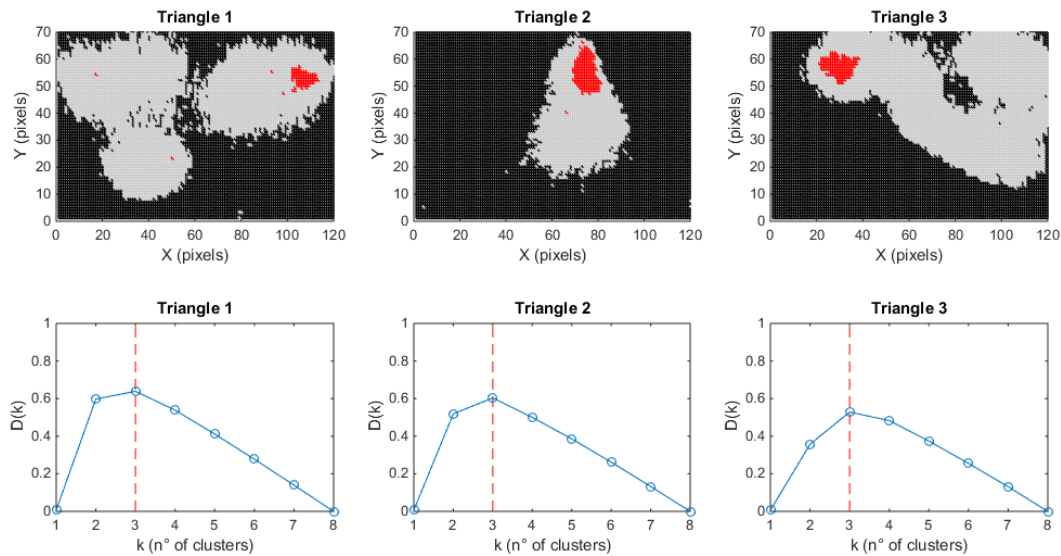 Triangle 1
Triangle 2
Triangle 3
70
60
50
40
30
20
10
0
Y (pixels)
0 20 40 60 80 100 120
X (pixels)
70
60
50
40
30
20
10
0
Y (pixels)
0 20 40 60 80 100 120
X (pixels)
70
60
50
40
30
20
10
0
Y (pixels)
0 20 40 60 80 100 120
X (pixels)
Triangle 1
Triangle 2
Triangle 3
1
0.8
0.6
0.4
0.2
0
D(k)
1 2 3 4 5 6 7 8
k (n° of clusters)
1
0.8
0.6
0.4
0.2
0
D(k)
1 2 3 4 5 6 7 8
k (n° of clusters)
1
0.8
0.6
0.4
0.2
0
D(k)
1 2 3 4 5 6 7 8
k (n° of clusters)